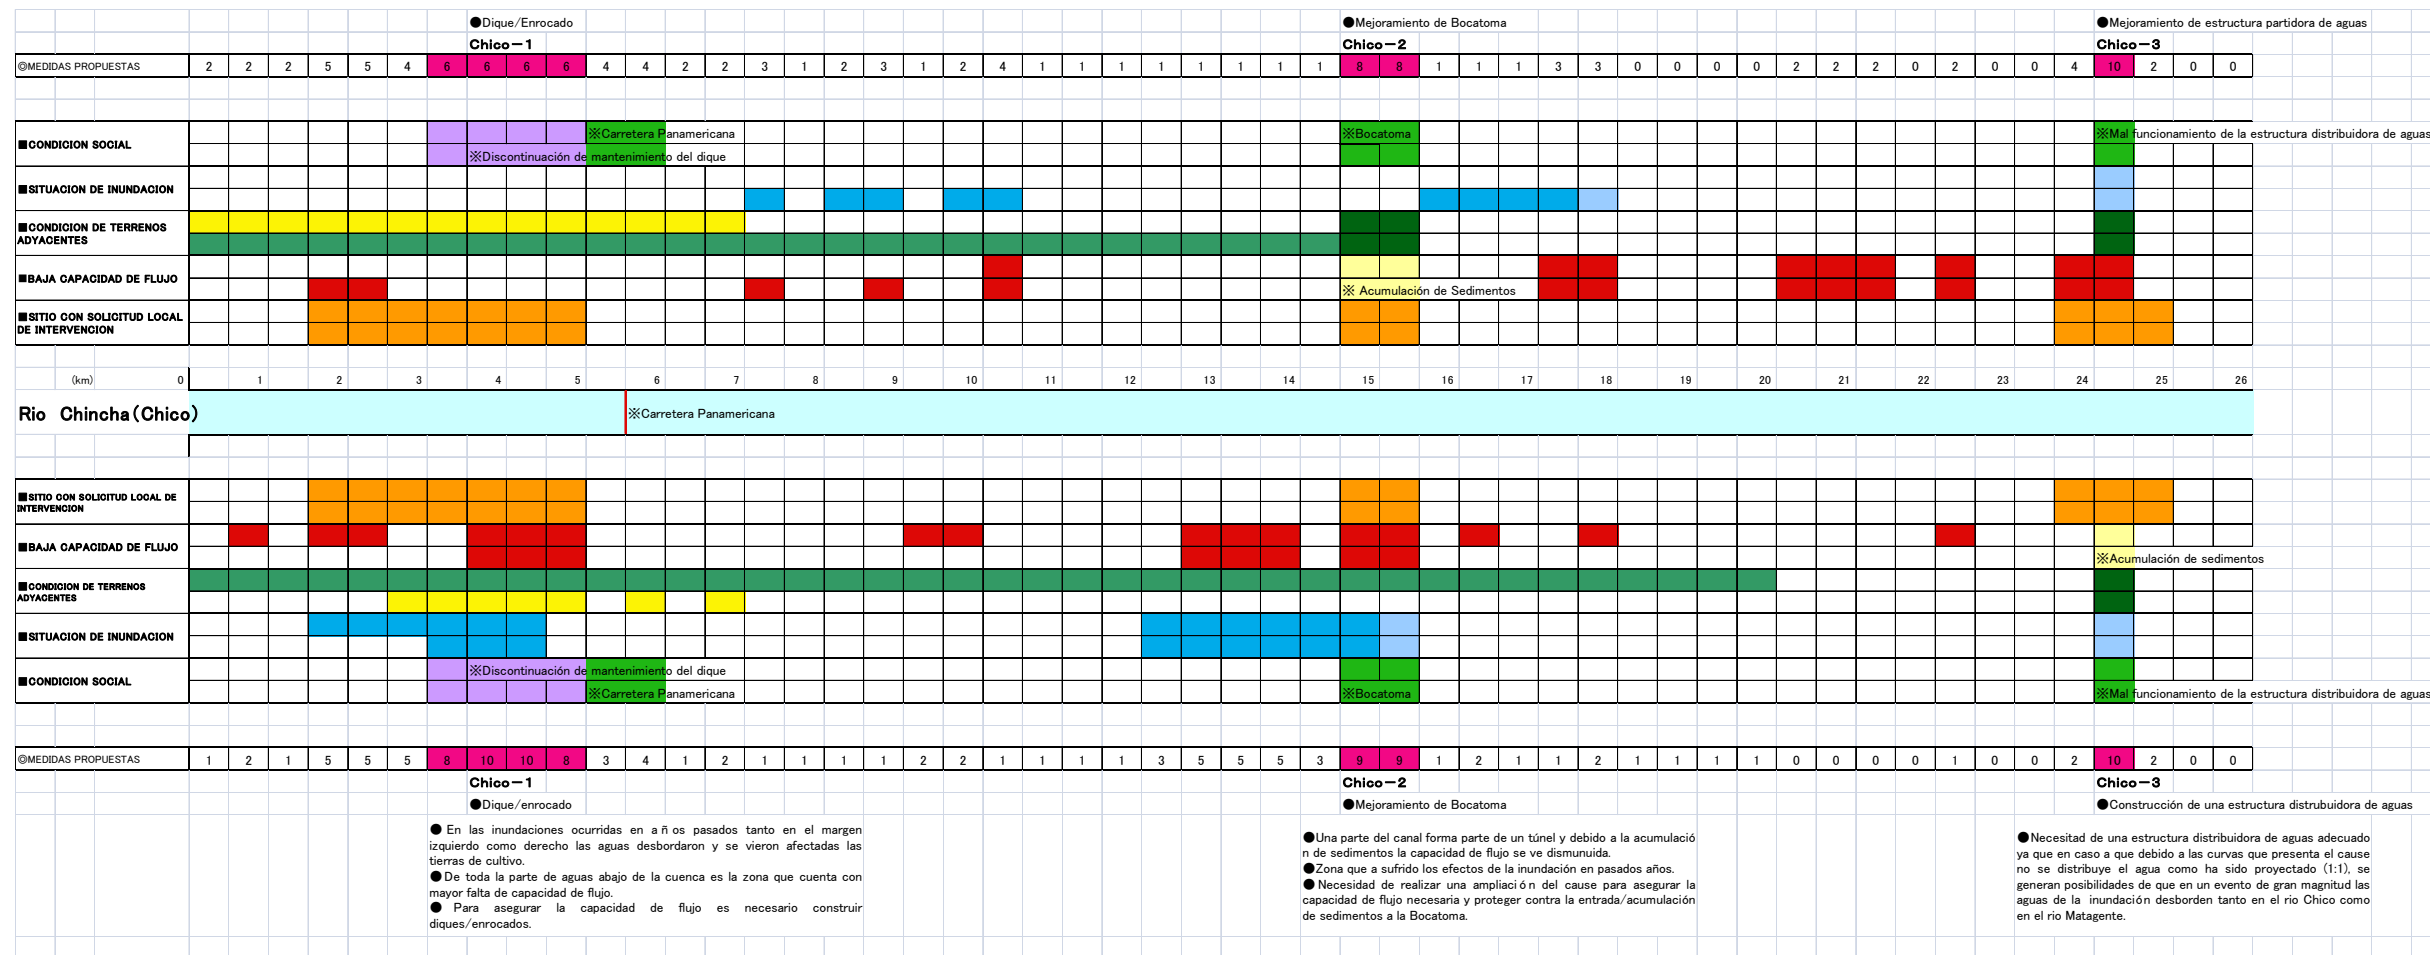 ●Dique/Enrocado ●Mejoramiento de Bocatoma ●Mejoramiento de estructura partidora de aguas
Chico－1 Chico－2 Chico－3
◎MEDIDAS PROPUESTAS 2 2 2 5 5 4 6 6 6 6 4 4 2 2 3 1 2 3 1 2 4 1 1 1 1 1 1 1 1 8 8 1 1 1 3 3 0 0 0 0 2 2 2 0 2 0 0 4 10 2 0 0
■CONDICION SOCIAL
※Carretera Panamericana ※Bocatoma ※Mal funcionamiento de la estructura distribuidora de aguas
※Discontinuación de mantenimiento del dique
■SITUACION DE INUNDACION
■CONDICION DE TERRENOS
ADYACENTES
■BAJA CAPACIDAD DE FLUJO
※ Acumulación de Sedimentos
■SITIO CON SOLICITUD LOCAL
DE INTERVENCION
(km) 0 1 2 3 4 5 6 7 8 9 10 11 12 13 14 15 16 17 18 19 20 21 22 23 24 25 26
Rio Chincha(Chico) ※Carretera Panamericana
■SITIO CON SOLICITUD LOCAL DE
INTERVENCION
■BAJA CAPACIDAD DE FLUJO
※Acumulación de sedimentos
■CONDICION DE TERRENOS
ADYACENTES
■SITUACION DE INUNDACION
■CONDICION SOCIAL
※Discontinuación de mantenimiento del dique
※Carretera Panamericana ※Bocatoma ※Mal funcionamiento de la estructura distribuidora de aguas
◎MEDIDAS PROPUESTAS 1 2 1 5 5 5 8 10 10 8 3 4 1 2 1 1 1 1 2 2 1 1 1 1 3 5 5 5 3 9 9 1 2 1 1 2 1 1 1 1 0 0 0 0 1 0 0 2 10 2 0 0
Chico－1 Chico－2 Chico－3
●Dique/enrocado ●Mejoramiento de Bocatoma ●Construcción de una estructura distrubuidora de aguas
● En las inundaciones ocurridas en años pasados tanto en el margen
izquierdo como derecho las aguas desbordaron y se vieron afectadas las
tierras de cultivo.
● De toda la parte de aguas abajo de la cuenca es la zona que cuenta con
mayor falta de capacidad de flujo.
● Para asegurar la capacidad de flujo es necesario construir
diques/enrocados.
●Una parte del canal forma parte de un túnel y debido a la acumulació
n de sedimentos la capacidad de flujo se ve dismunuida.
●Zona que a sufrido los efectos de la inundación en pasados años.
● Necesidad de realizar una ampliación del cause para asegurar la
capacidad de flujo necesaria y proteger contra la entrada/acumulación
de sedimentos a la Bocatoma.
●Necesitad de una estructura distribuidora de aguas adecuado
ya que en caso a que debido a las curvas que presenta el cause
no se distribuye el agua como ha sido proyectado (1:1), se
generan posibilidades de que en un evento de gran magnitud las
aguas de la inundación desborden tanto en el rio Chico como
en el rio Matagente.